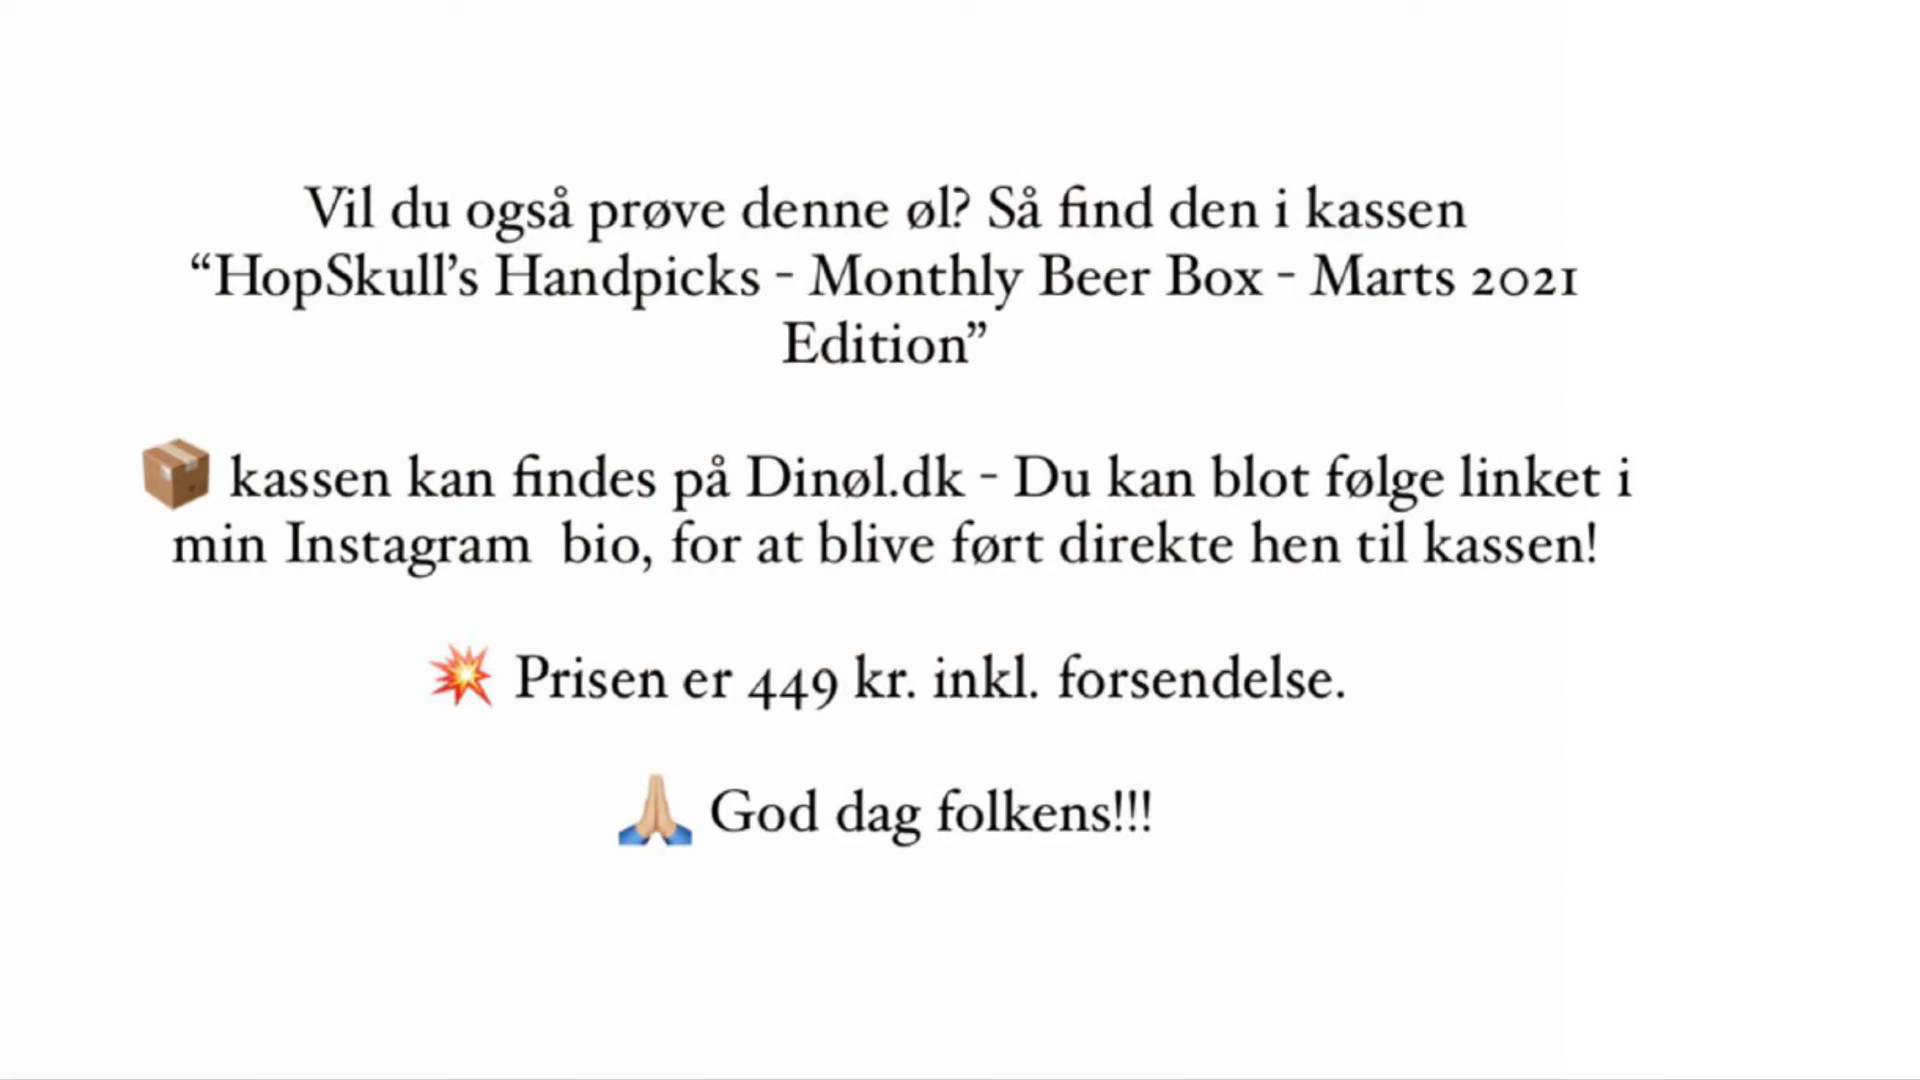 Vil du også prøve denne øl? Så find den i kassen
“HopSkull’s Handpicks - Monthly Beer Box - Marts 2021
Edition”
📦 kassen kan findes på Dinøl.dk - Du kan blot følge linket i
min Instagram  bio, for at blive ført direkte hen til kassen!
💥 Prisen er 449 kr. inkl. forsendelse.
🙏🏼 God dag folkens!!!